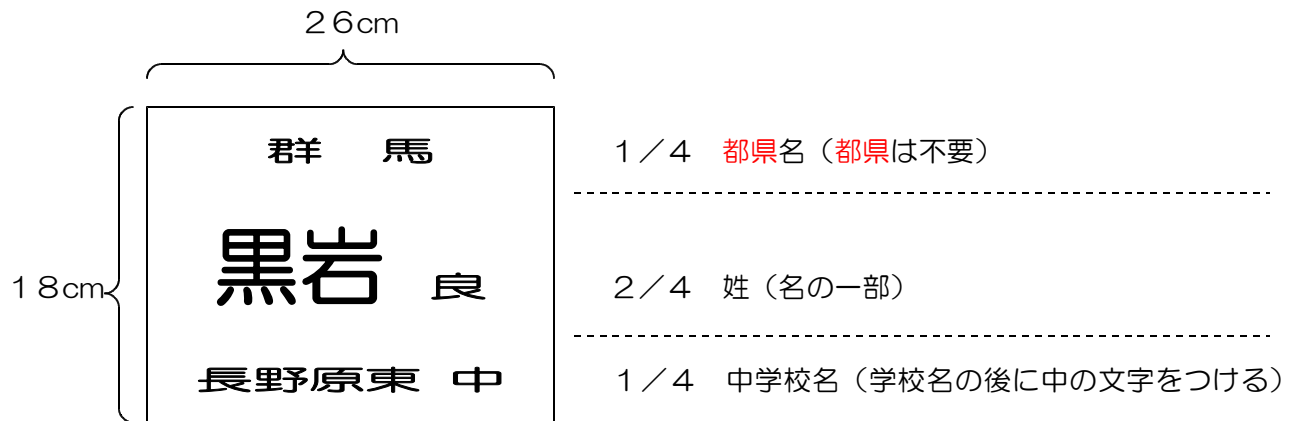 ２６cm
群　馬
１／４　都県名（都県は不要）
黒岩 良
１８cm
２／４　姓（名の一部）
長野原東 中
１／４　中学校名（学校名の後に中の文字をつける）